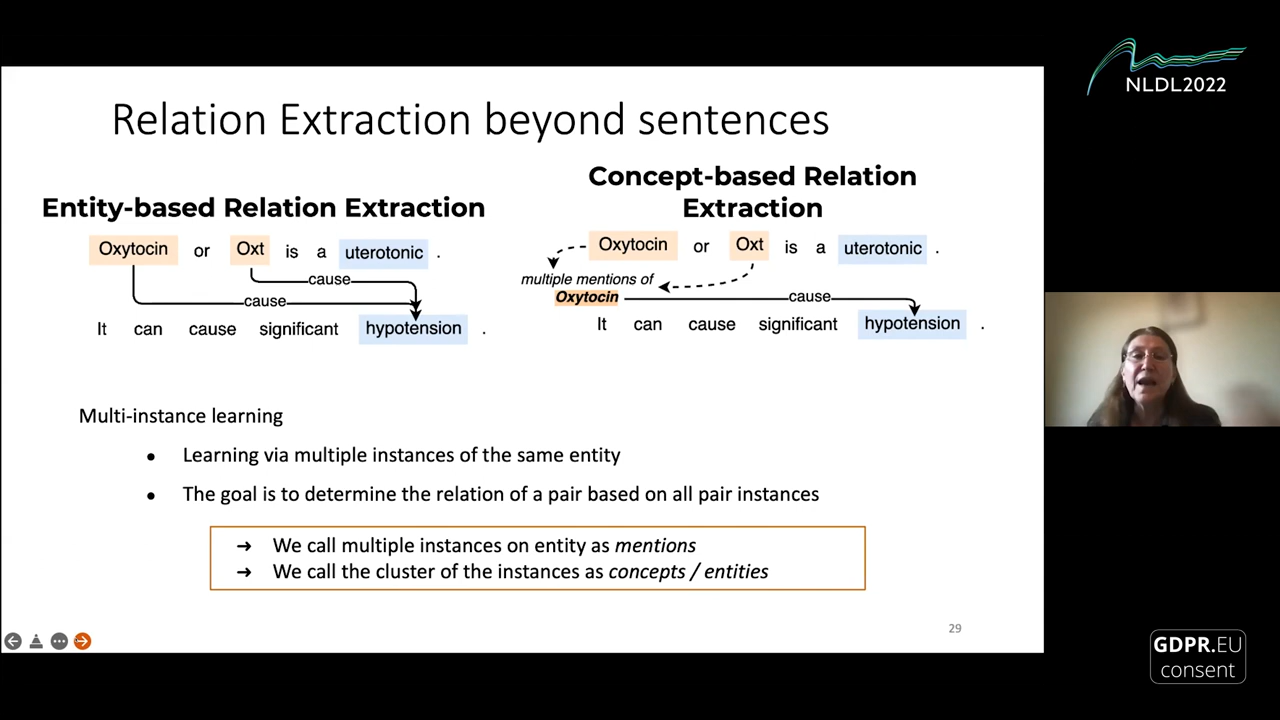 NLDL2022
Relation Extraction beyond sentences
Entity-based Relation Extraction
Oxytocin or Oxt is a uterotonic .
cause
cause
It can cause significant hypotension .
Concept-based Relation
Extraction
Oxytocin or Oxt is a uterotonic .
multiple mentions of
Oxytocin
cause
It can cause significant hypotension .
Multi-instance learning
• Learning via multiple instances of the same entity
• The goal is to determine the relation of a pair based on all pair instances
➔ We call multiple instances on entity as mentions
➔ We call the cluster of the instances as concepts / entities
29
GDPR.EU
consent